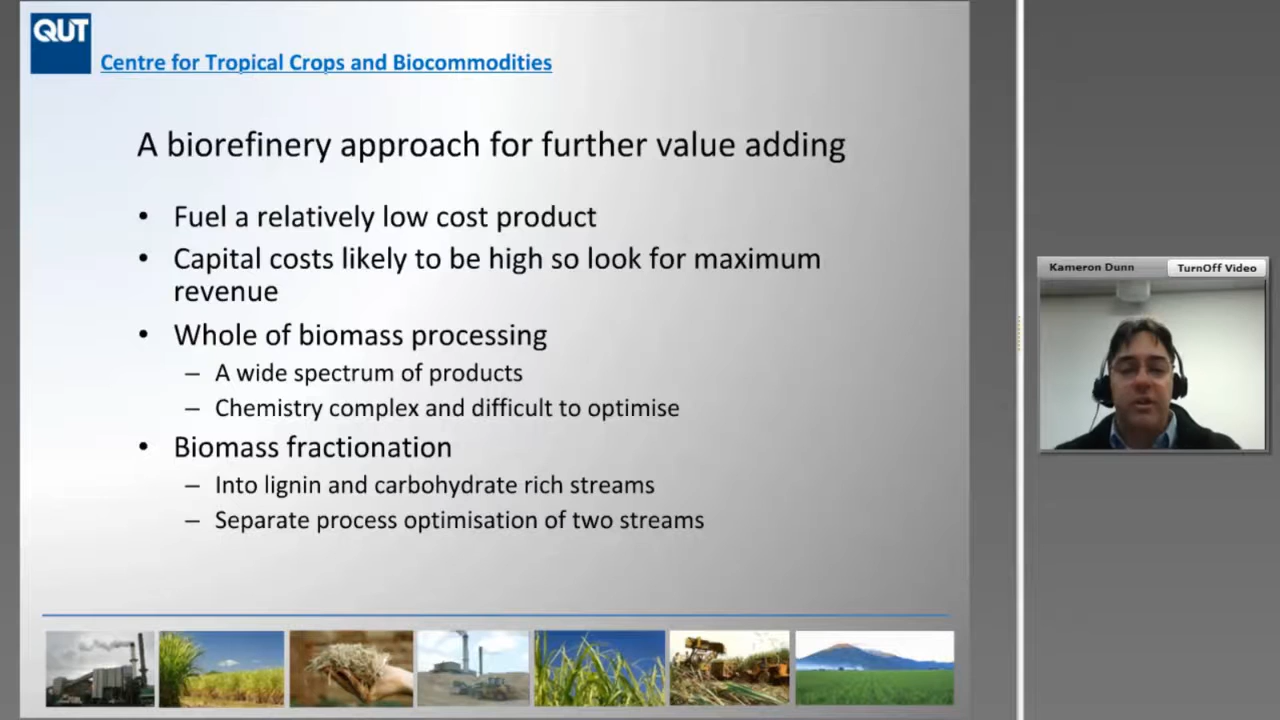 QUT
Centre for Tropical Crops and Biocommodities
A biorefinery approach for further value adding
• Fuel a relatively low cost product
• Capital costs likely to be high so look for maximum
revenue
• Whole of biomass processing
– A wide spectrum of products
– Chemistry complex and difficult to optimise
• Biomass fractionation
– Into lignin and carbohydrate rich streams
– Separate process optimisation of two streams
Kameron Dunn
TurnOff Video